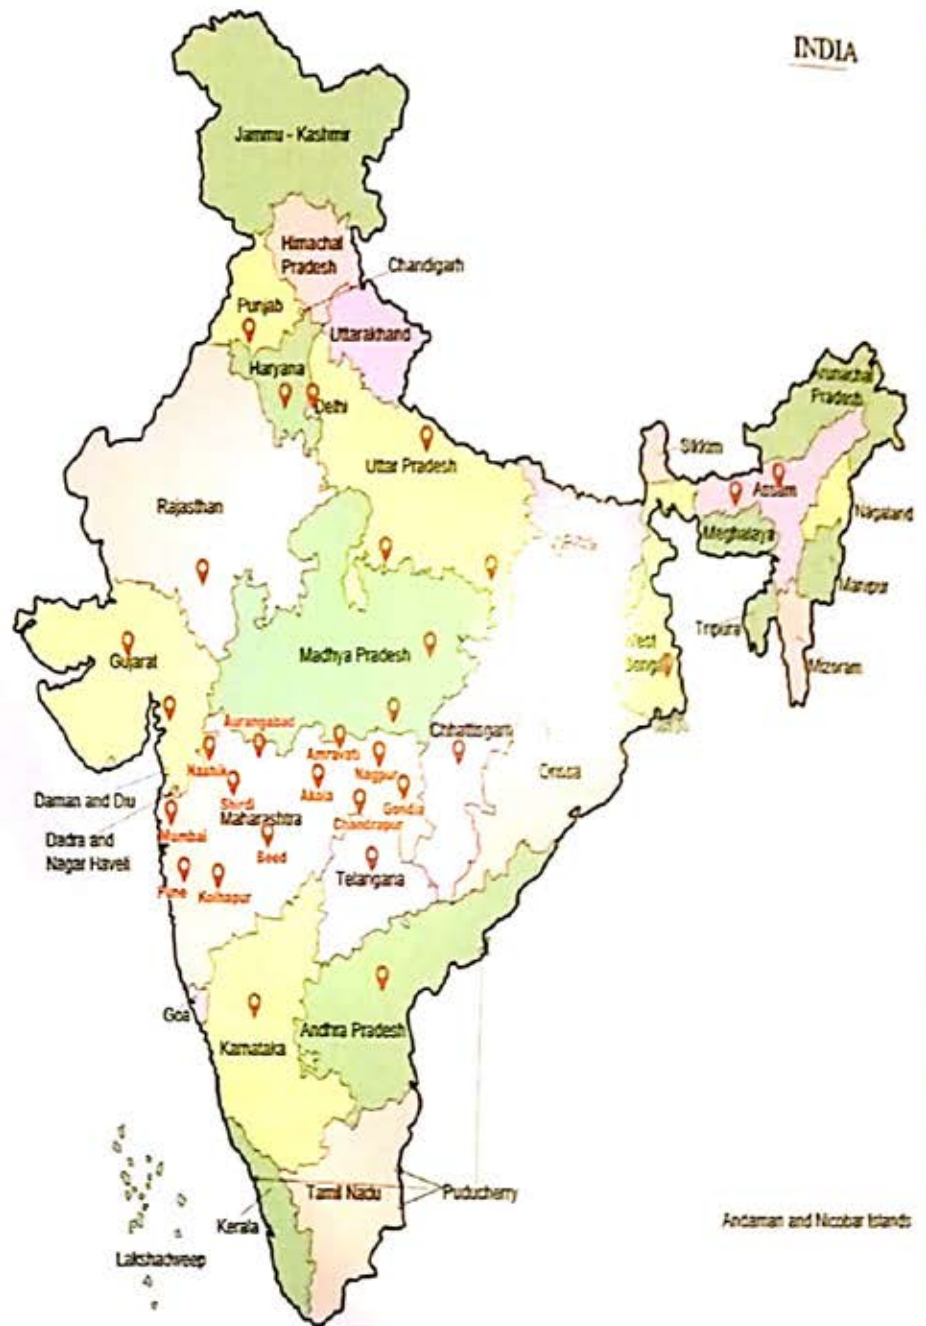 INDIA
Jammu - Kashmir
Himachal
Pradesh
Chandigarh
Punjab
Uttarakhand
Haryana
Delhi
Arunachal
Pradesh
Sikkim
Uttar Pradesh
Assam
Rajasthan
Nagaland
Meghalaya
Manipur
Tripura
West
Gujarat
Madhya Pradesh
Mizoram
Aurangabad
Chhattisgarh
Amravati
Nashik
Nagpur
Orissa
Akola
Gondia
Daman and Diu
Shirdi
Maharashtra
Chandrapur
Mumbai
Dadra and
Nagar Haveli
Beed
Telangana
Pune
Kolhapur
Goa
Andhra Pradesh
Karnataka
Tamil Nadu
Puducherry
Kerala
Andaman and Nicobar Islands
Lakshadweep